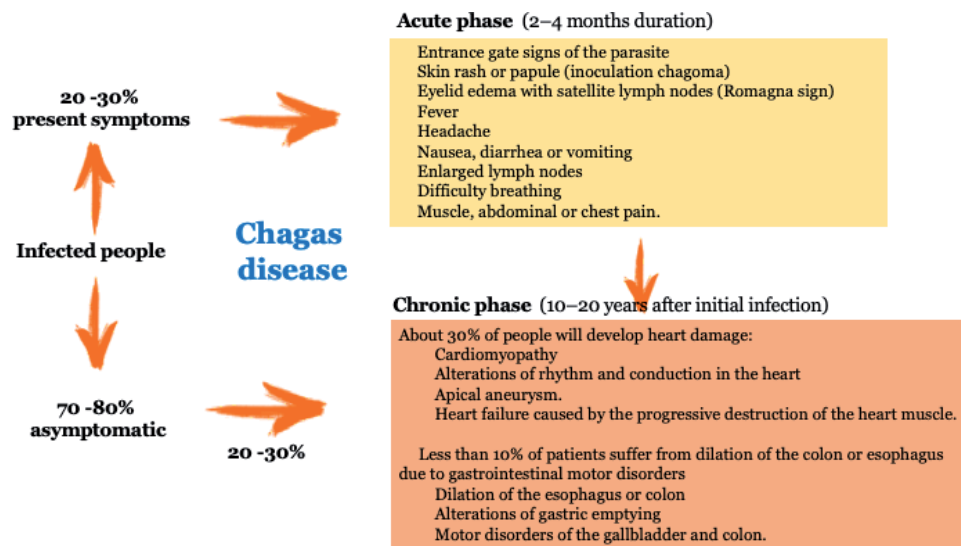 Acute phase (2–4 months duration)
Entrance gate signs of the parasite
Skin rash or papule (inoculation chagoma)
Eyelid edema with satellite lymph nodes (Romagna sign)
Fever
Headache
Nausea, diarrhea or vomiting
Enlarged lymph nodes
Difficulty breathing
Muscle, abdominal or chest pain.
20 -30%
present symptoms
Infected people
Chagas
disease
70 -80%
asymptomatic
20 -30%
Chronic phase (10–20 years after initial infection)
About 30% of people will develop heart damage:
Cardiomyopathy
Alterations of rhythm and conduction in the heart
Apical aneurysm.
Heart failure caused by the progressive destruction of the heart muscle.
Less than 10% of patients suffer from dilation of the colon or esophagus
due to gastrointestinal motor disorders
Dilation of the esophagus or colon
Alterations of gastric emptying
Motor disorders of the gallbladder and colon.